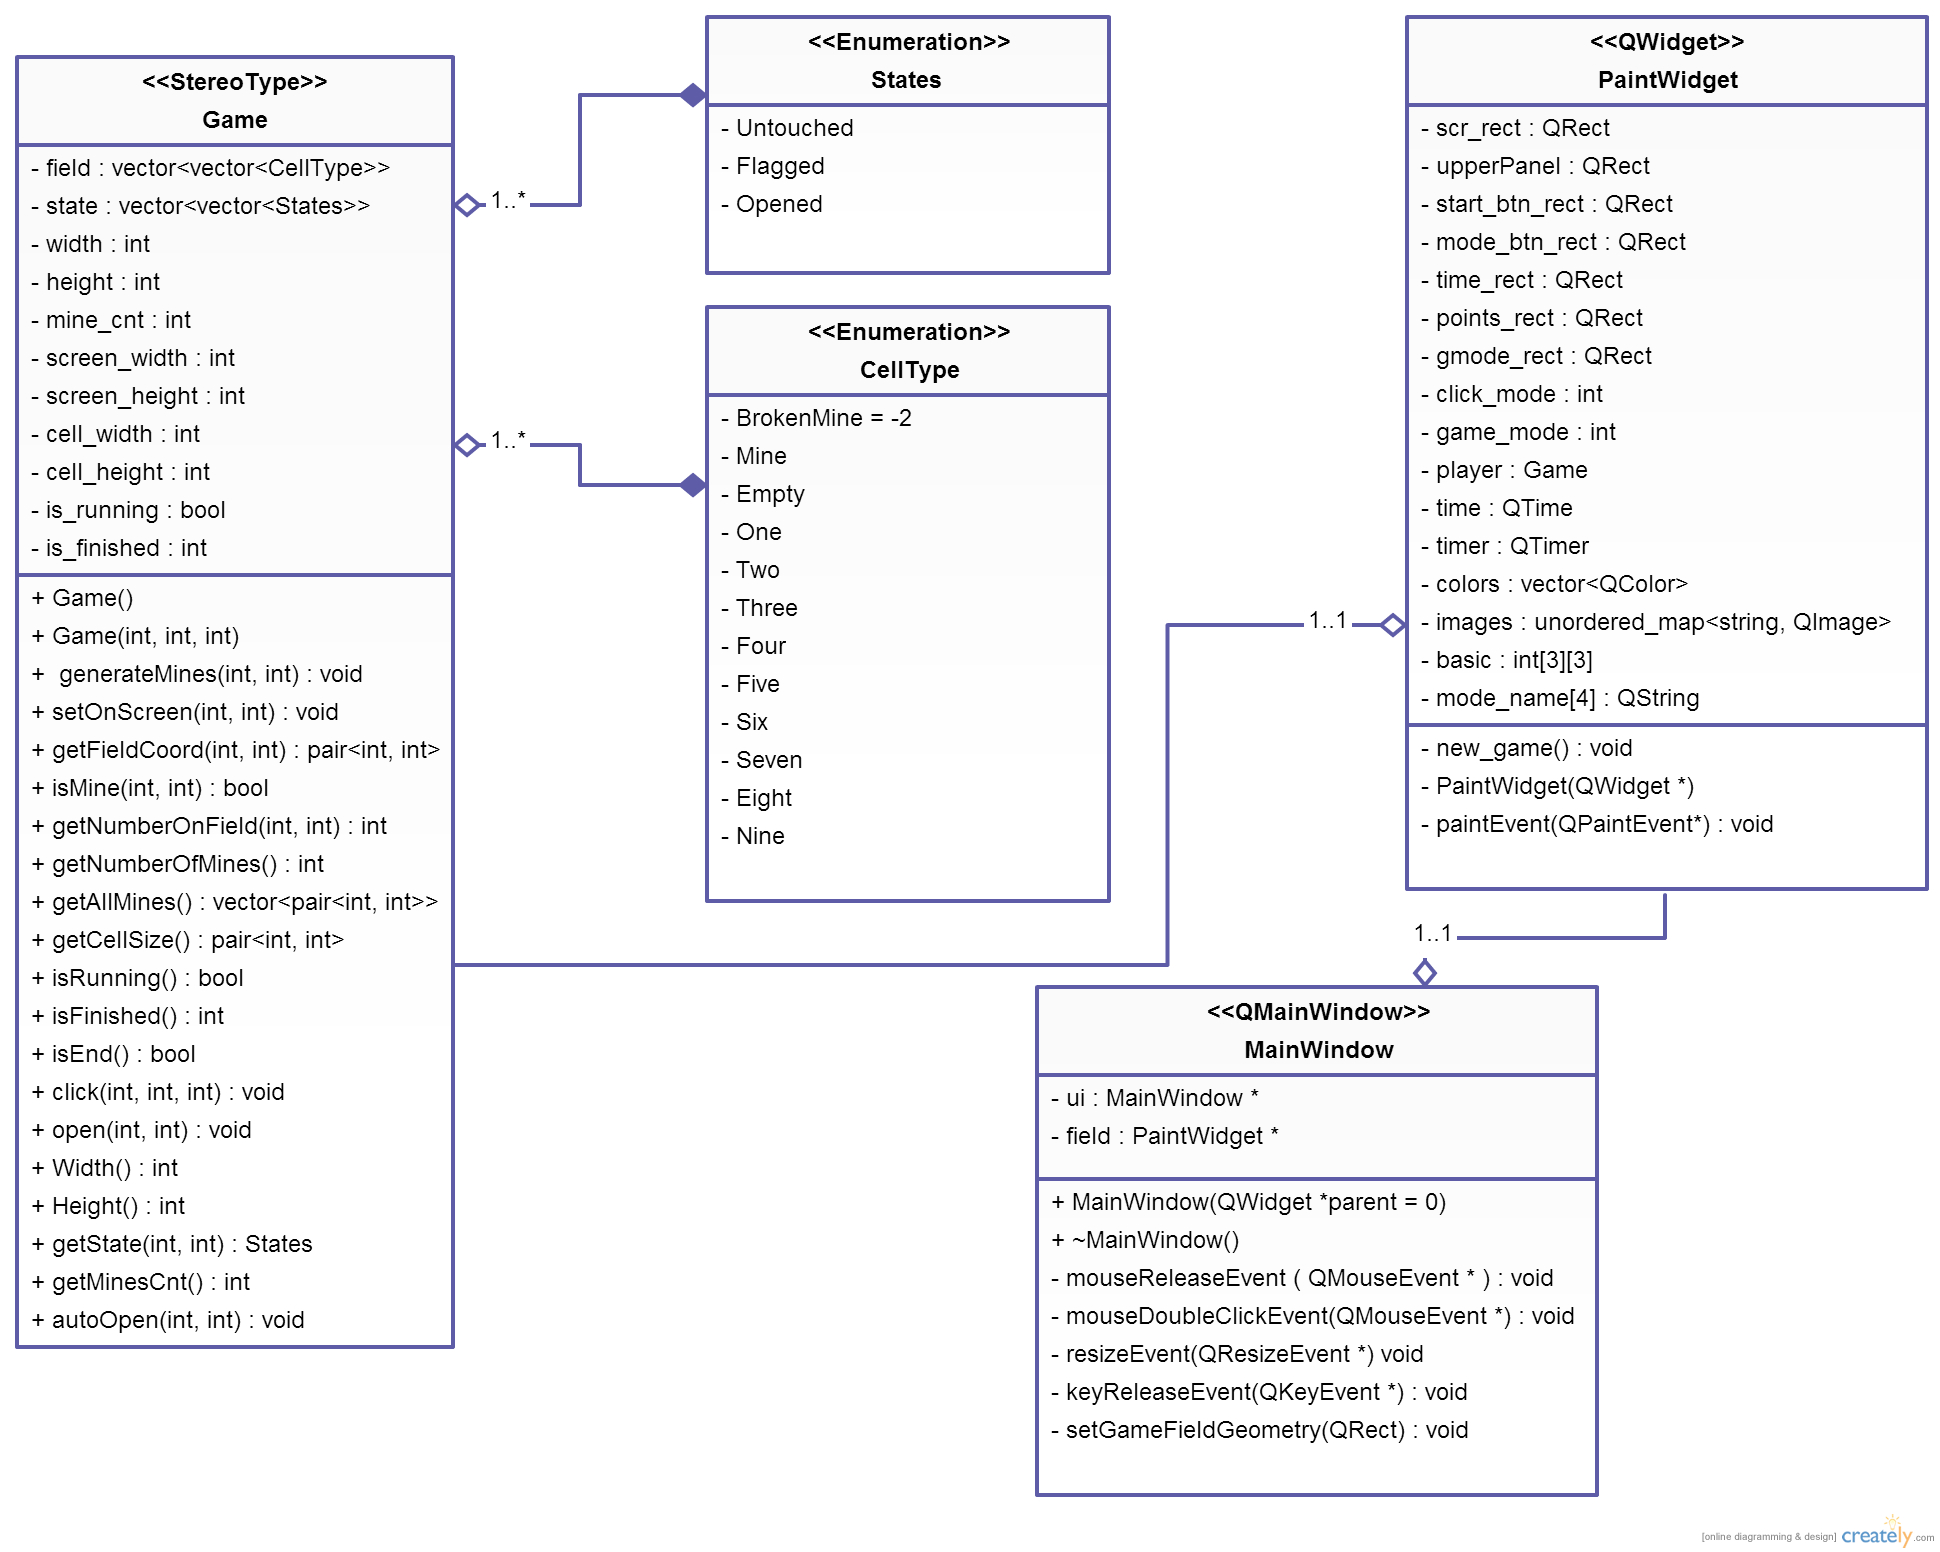 <<StereoType>>
Game
- field : vector<vector<CellType>>
- state : vector<vector<States>>
- width : int
- height : int
- mine_cnt : int
- screen_width : int
- screen_height : int
- cell_width : int
- cell_height : int
- is_running : bool
- is_finished : int
+ Game()
+ Game(int, int, int)
+  generateMines(int, int) : void
+ setOnScreen(int, int) : void
+ getFieldCoord(int, int) : pair<int, int>
+ isMine(int, int) : bool
+ getNumberOnField(int, int) : int
+ getNumberOfMines() : int
+ getAllMines() : vector<pair<int, int>>
+ getCellSize() : pair<int, int>
+ isRunning() : bool
+ isFinished() : int
+ isEnd() : bool
+ click(int, int, int) : void
+ open(int, int) : void
+ Width() : int
+ Height() : int
+ getState(int, int) : States
+ getMinesCnt() : int
+ autoOpen(int, int) : void
1..*
1..*
<<Enumeration>>
States
- Untouched
- Flagged
- Opened
<<Enumeration>>
CellType
- BrokenMine = -2
- Mine
- Empty
- One
- Two
- Three
- Four
- Five
- Six
- Seven
- Eight
- Nine
1..1
<<QWidget>>
PaintWidget
- scr_rect : QRect
- upperPanel : QRect
- start_btn_rect : QRect
- mode_btn_rect : QRect
- time_rect : QRect
- points_rect : QRect
- gmode_rect : QRect
- click_mode : int
- game_mode : int
- player : Game
- time : QTime
- timer : QTimer
- colors : vector<QColor>
- images : unordered_map<string, QImage>
- basic : int[3][3]
- mode_name[4] : QString
- new_game() : void
- PaintWidget(QWidget *)
- paintEvent(QPaintEvent*) : void
1..1
<<QMainWindow>>
MainWindow
- ui : MainWindow *
- field : PaintWidget *
+ MainWindow(QWidget *parent = 0)
+ ~MainWindow()
- mouseReleaseEvent ( QMouseEvent * ) : void
- mouseDoubleClickEvent(QMouseEvent *) : void
- resizeEvent(QResizeEvent *) void
- keyReleaseEvent(QKeyEvent *) : void
- setGameFieldGeometry(QRect) : void
[online diagramming & design] creately.com